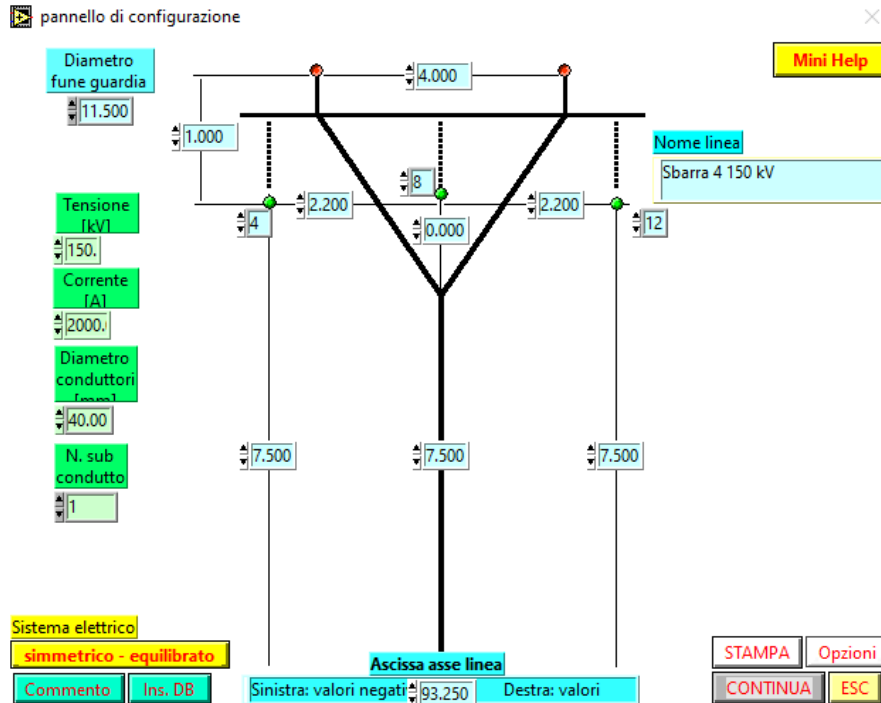 pannello di configurazione
Diametro
fune guardia
11.500
4.000
Mini Help
1.000
Nome linea
Sbarra 4 150 kV
8
Tensione
[kV]
150.
2.200
2.200
4
0.000
12
Corrente
[A]
2000.
Diametro
conduttori
[mm]
40.00
N. sub
condutto
1
7.500
7.500
7.500
Sistema elettrico
simmetrico - equilibrato
Commento
Ins. DB
Ascissa asse linea
Sinistra: valori negati
93.250
Destra: valori
STAMPA
Opzioni
CONTINUA
ESC